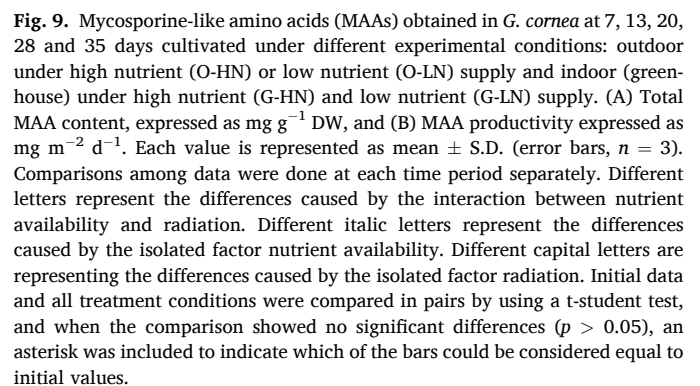 Fig. 9. Mycosporine-like amino acids (MAAs) obtained in G. cornea at 7, 13, 20,
28 and 35 days cultivated under different experimental conditions: outdoor
under high nutrient (O-HN) or low nutrient (O-LN) supply and indoor (green-
house) under high nutrient (G-HN) and low nutrient (G-LN) supply. (A) Total
MAA content, expressed as mg g⁻¹ DW, and (B) MAA productivity expressed as
mg m⁻² d⁻¹. Each value is represented as mean ± S.D. (error bars, n = 3).
Comparisons among data were done at each time period separately. Different
letters represent the differences caused by the interaction between nutrient
availability and radiation. Different italic letters represent the differences
caused by the isolated factor nutrient availability. Different capital letters are
representing the differences caused by the isolated factor radiation. Initial data
and all treatment conditions were compared in pairs by using a t-student test,
and when the comparison showed no significant differences (p > 0.05), an
asterisk was included to indicate which of the bars could be considered equal to
initial values.